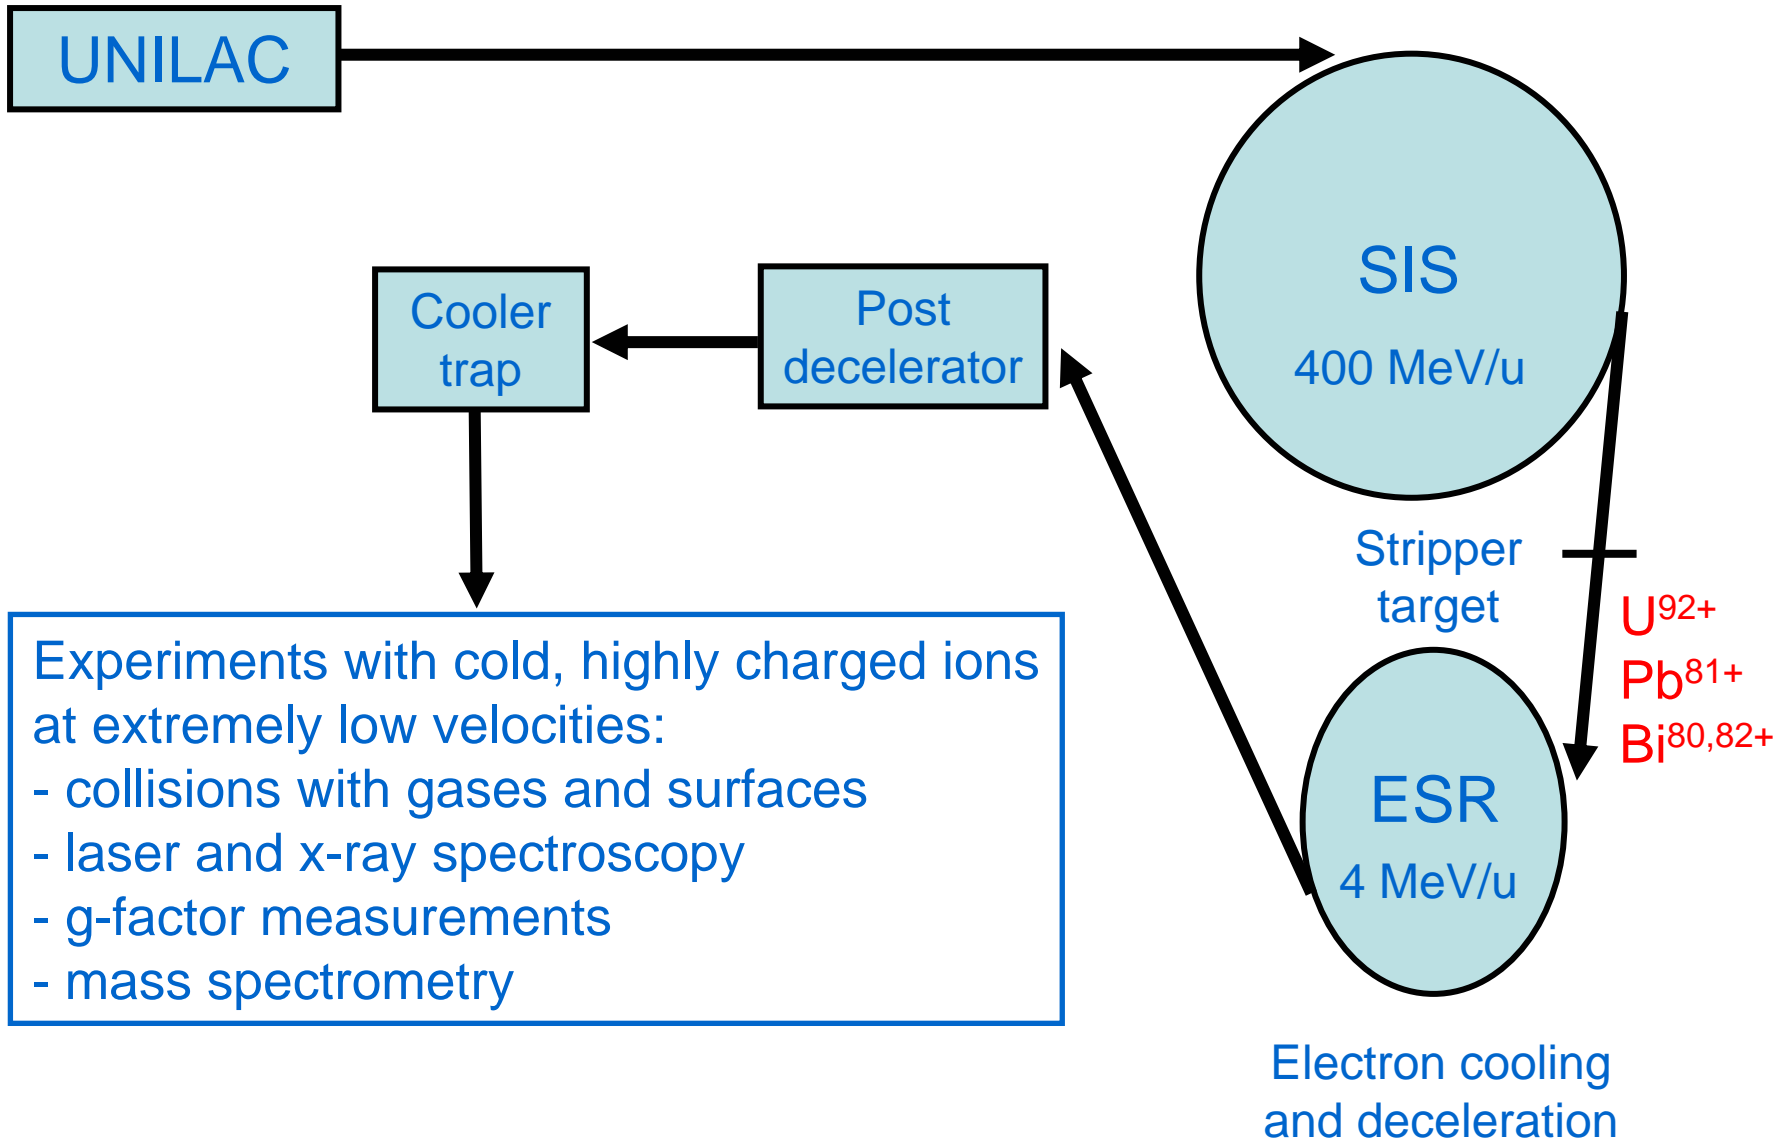 UNILAC
SIS
400 MeV/u
Cooler
trap
Post
decelerator
Stripper
target
U⁹²⁺
Pb⁸¹⁺
Bi⁸⁰,⁸²⁺
Experiments with cold, highly charged ions
at extremely low velocities:
- collisions with gases and surfaces
- laser and x-ray spectroscopy
- g-factor measurements
- mass spectrometry
ESR
4 MeV/u
Electron cooling
and deceleration